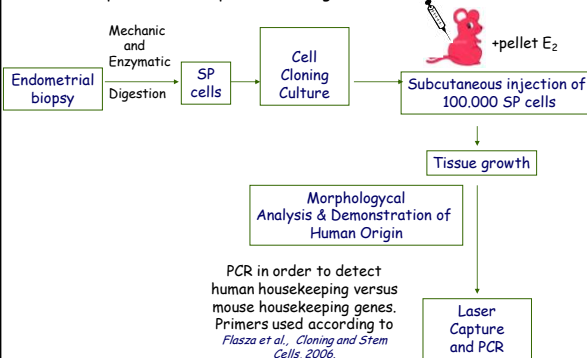 Mechanic
and
Enzymatic
Digestion
Endometrial
biopsy
SP
cells
Cell
Cloning
Culture
+pellet E₂
Subcutaneous injection of
100.000 SP cells
Tissue growth
Morphologycal
Analysis & Demonstration of
Human Origin
PCR in order to detect
human housekeeping versus
mouse housekeeping genes.
Primers used according to
Flasza et al., Cloning and Stem
Cells, 2006.
Laser
Capture
and PCR